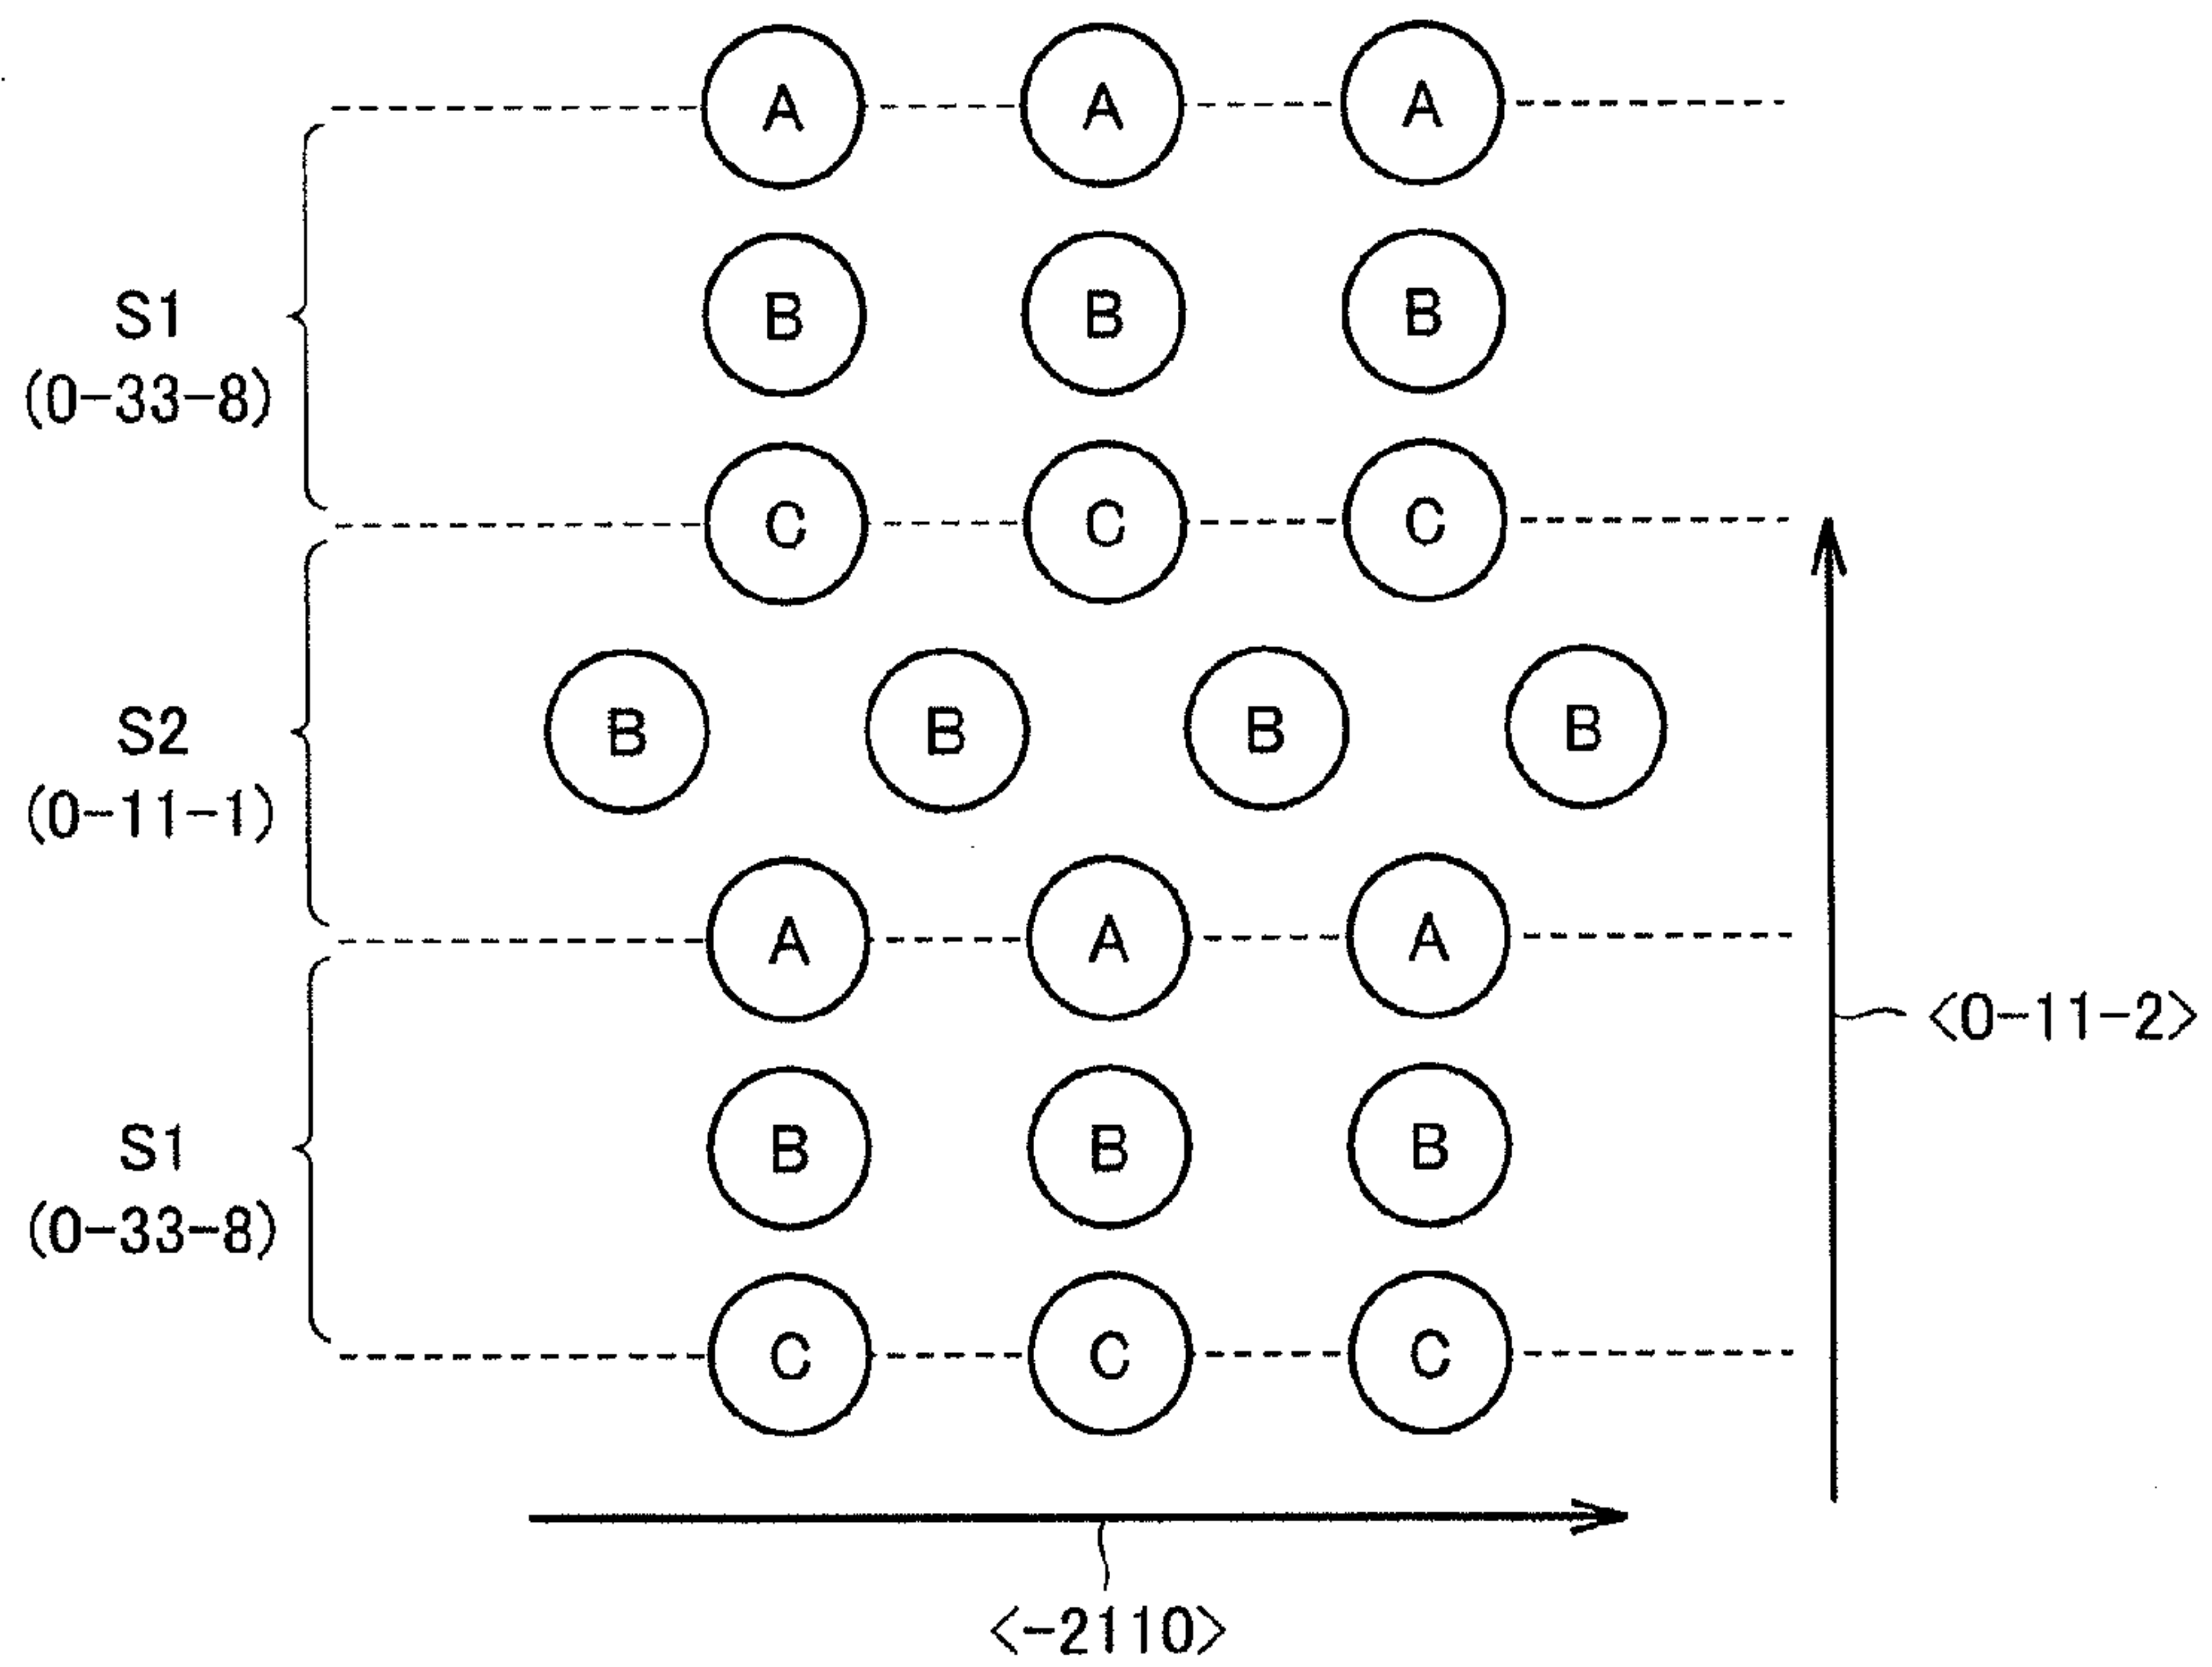 A A A
B B B
S1
(0-33-8)
C C C
B B B B
S2
(0-11-1)
A A A
<0-11-2>
B B B
S1
(0-33-8)
C C C
<-2110>